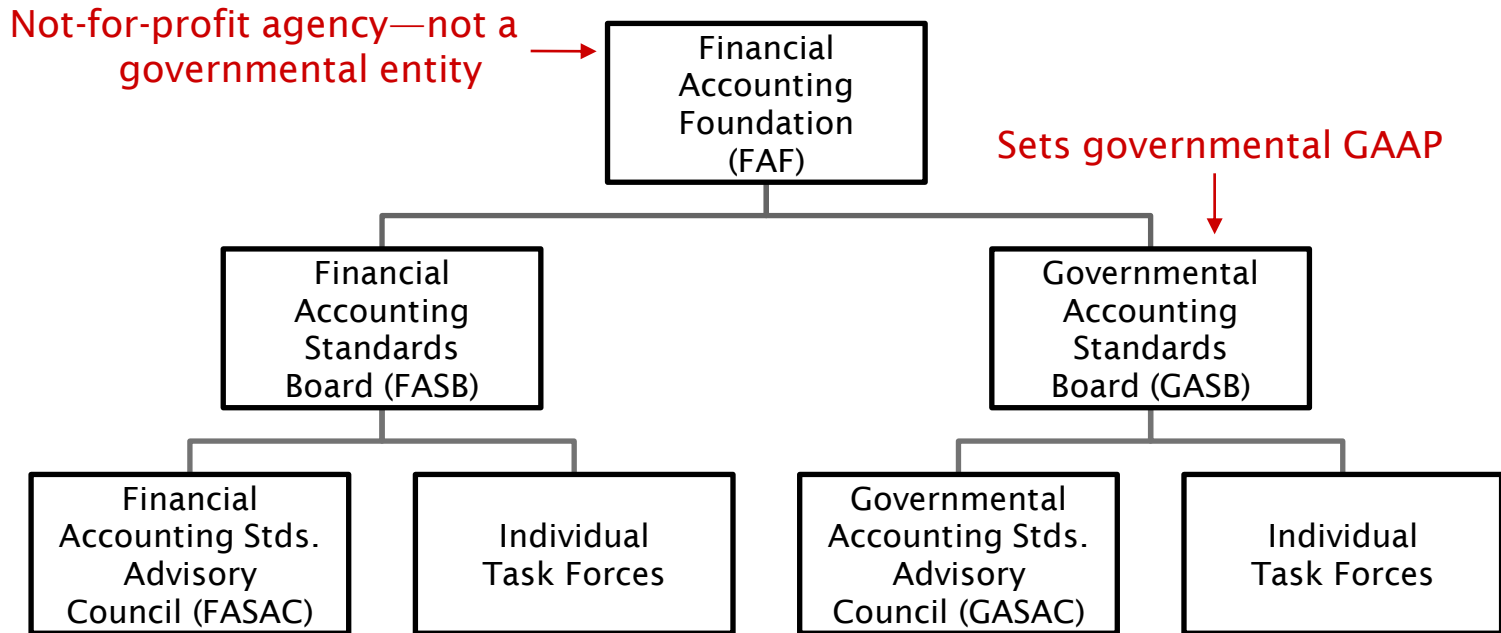 Not-for-profit agency—not a
governmental entity
Financial
Accounting
Foundation
(FAF)
Sets governmental GAAP
Financial
Accounting
Standards
Board (FASB)
Governmental
Accounting
Standards
Board (GASB)
Financial
Accounting Stds.
Advisory
Council (FASAC)
Individual
Task Forces
Governmental
Accounting Stds.
Advisory
Council (GASAC)
Individual
Task Forces